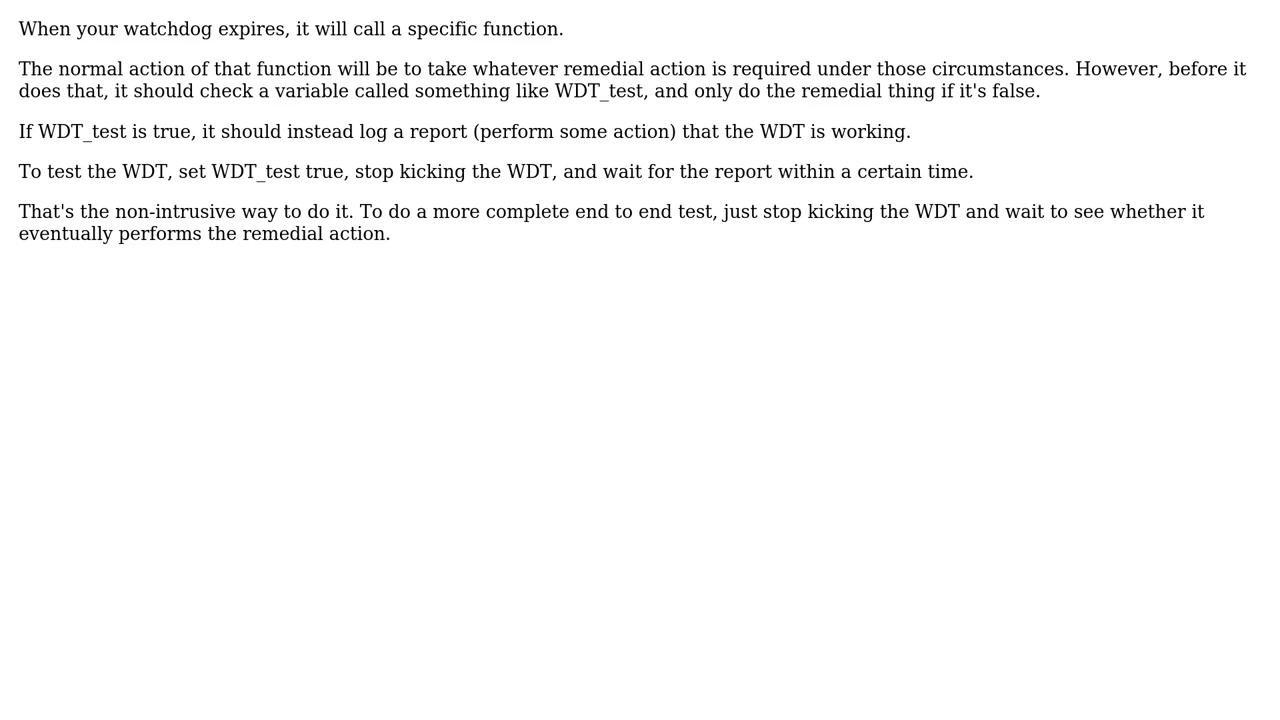 When your watchdog expires, it will call a specific function.
The normal action of that function will be to take whatever remedial action is required under those circumstances. However, before it
does that, it should check a variable called something like WDT_test, and only do the remedial thing if it's false.
If WDT_test is true, it should instead log a report (perform some action) that the WDT is working.
To test the WDT, set WDT_test true, stop kicking the WDT, and wait for the report within a certain time.
That's the non-intrusive way to do it. To do a more complete end to end test, just stop kicking the WDT and wait to see whether it
eventually performs the remedial action.